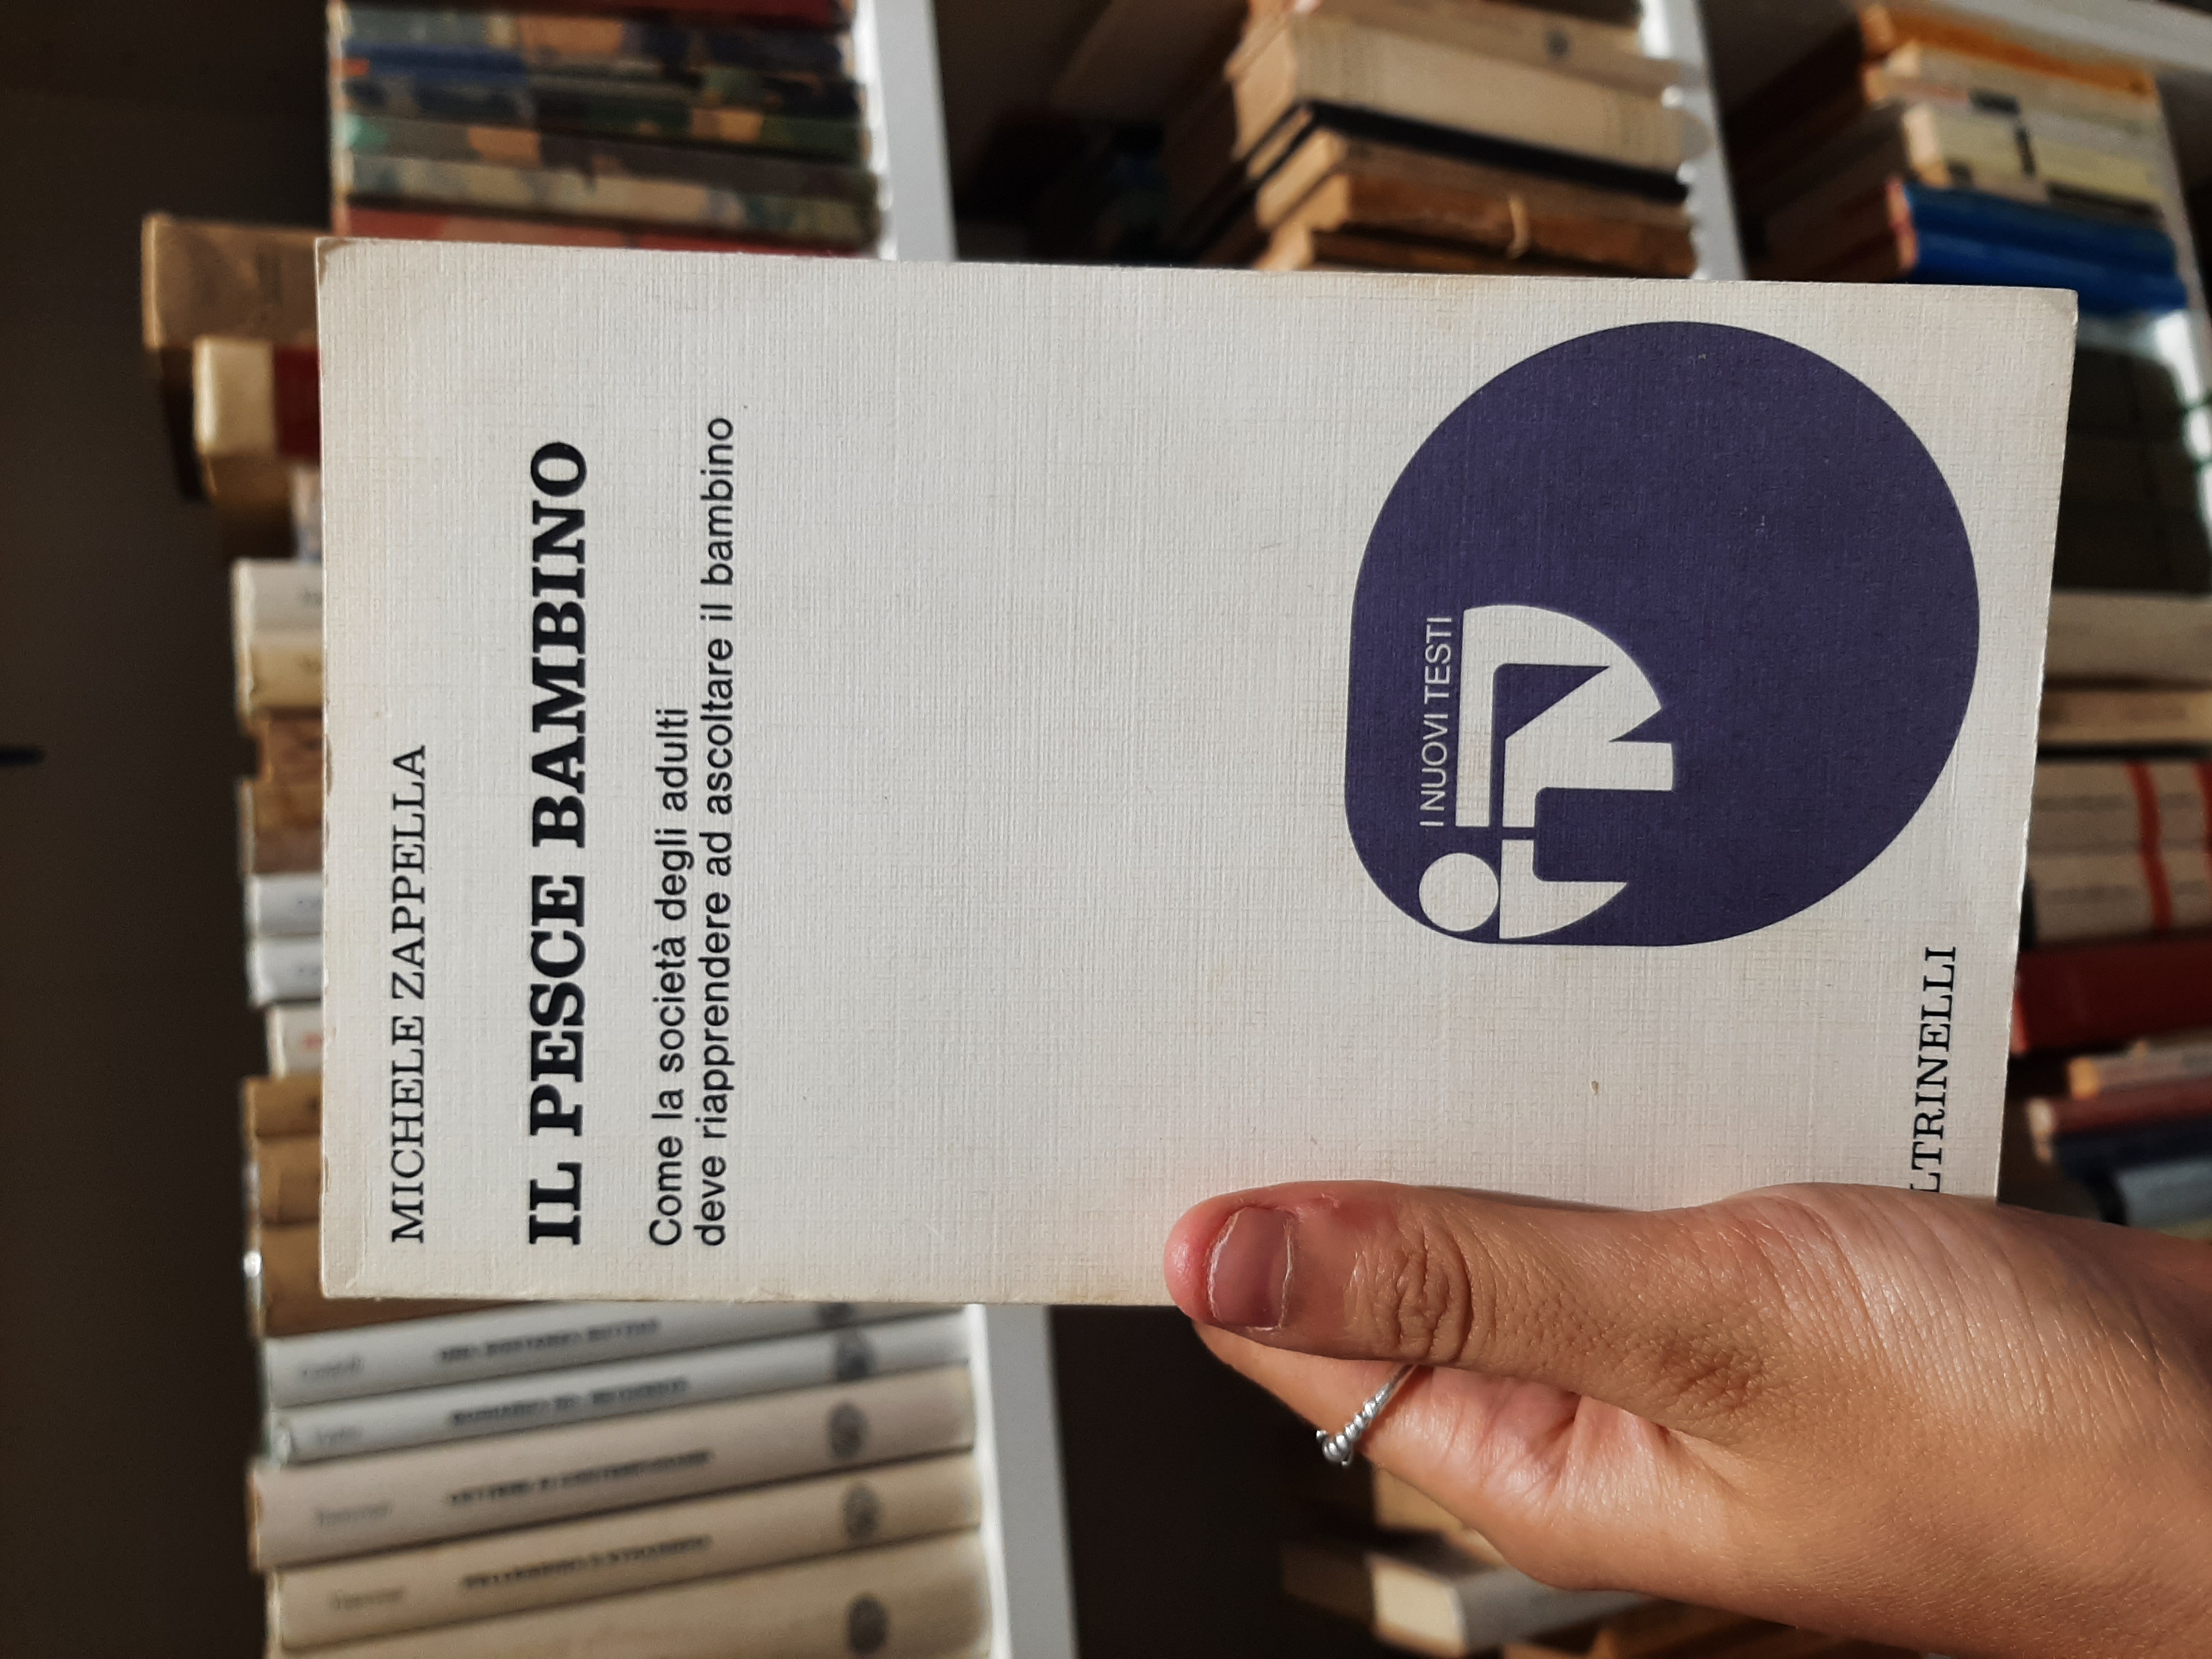 MICHELE ZAPPELLA
IL PESCE BAMBINO
Come la società degli adulti
deve riapprendere ad ascoltare il bambino
I NUOVI TESTI
LTRINELLI